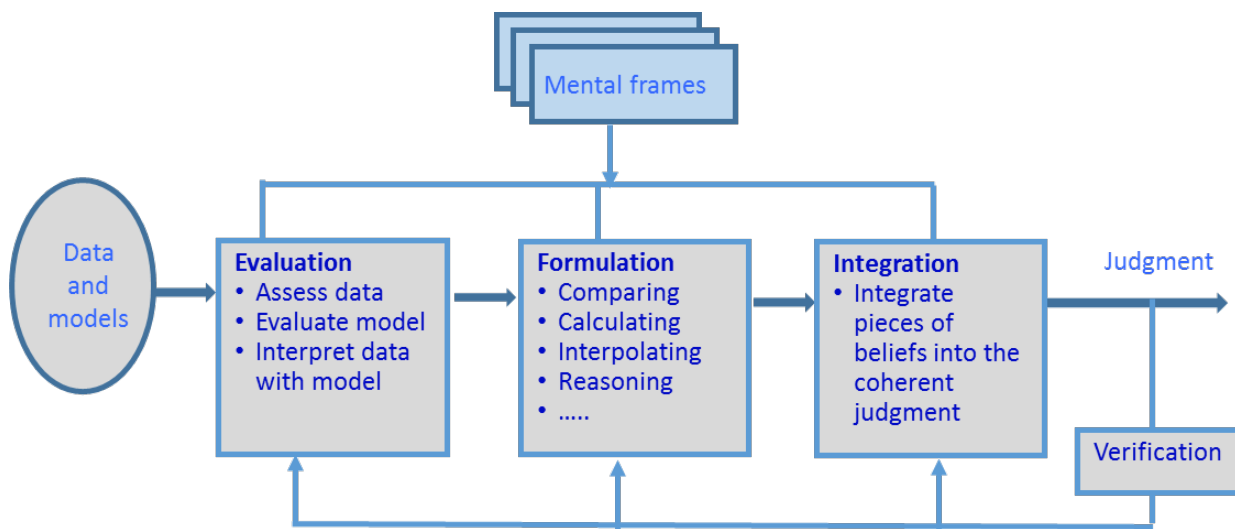 Mental frames
Data
and
models
Evaluation
• Assess data
• Evaluate model
• Interpret data
with model
Formulation
• Comparing
• Calculating
• Interpolating
• Reasoning
• .....
Integration
• Integrate
pieces of
beliefs into the
coherent
judgment
Judgment
Verification